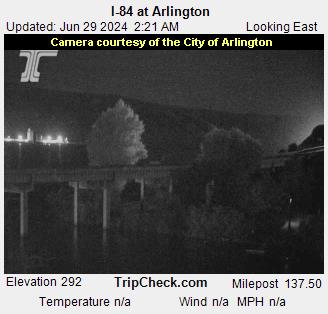 I-84 at Arlington
Updated: Jun 29 2024 2:21 AM Looking East
Camera courtesy of the City of Arlington
Elevation 292 TripCheck.com Milepost 137.50
Temperature n/a Wind n/a MPH n/a